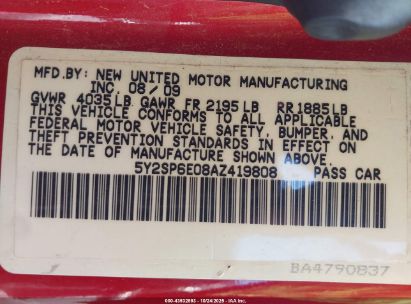 MFD.BY: NEW UNITED MOTOR MANUFACTURING
INC. 08/09
GVWR 4035LB GAWR FR 2195LB RR1885LB
THIS VEHICLE CONFORMS TO ALL APPLICABLE
FEDERAL MOTOR VEHICLE SAFETY, BUMPER, AND
THEFT PREVENTION STANDARDS IN EFFECT ON
THE DATE OF MANUFACTURE SHOWN ABOVE.
5Y2SP6E08AZ419808 PASS CAR
BA4790837